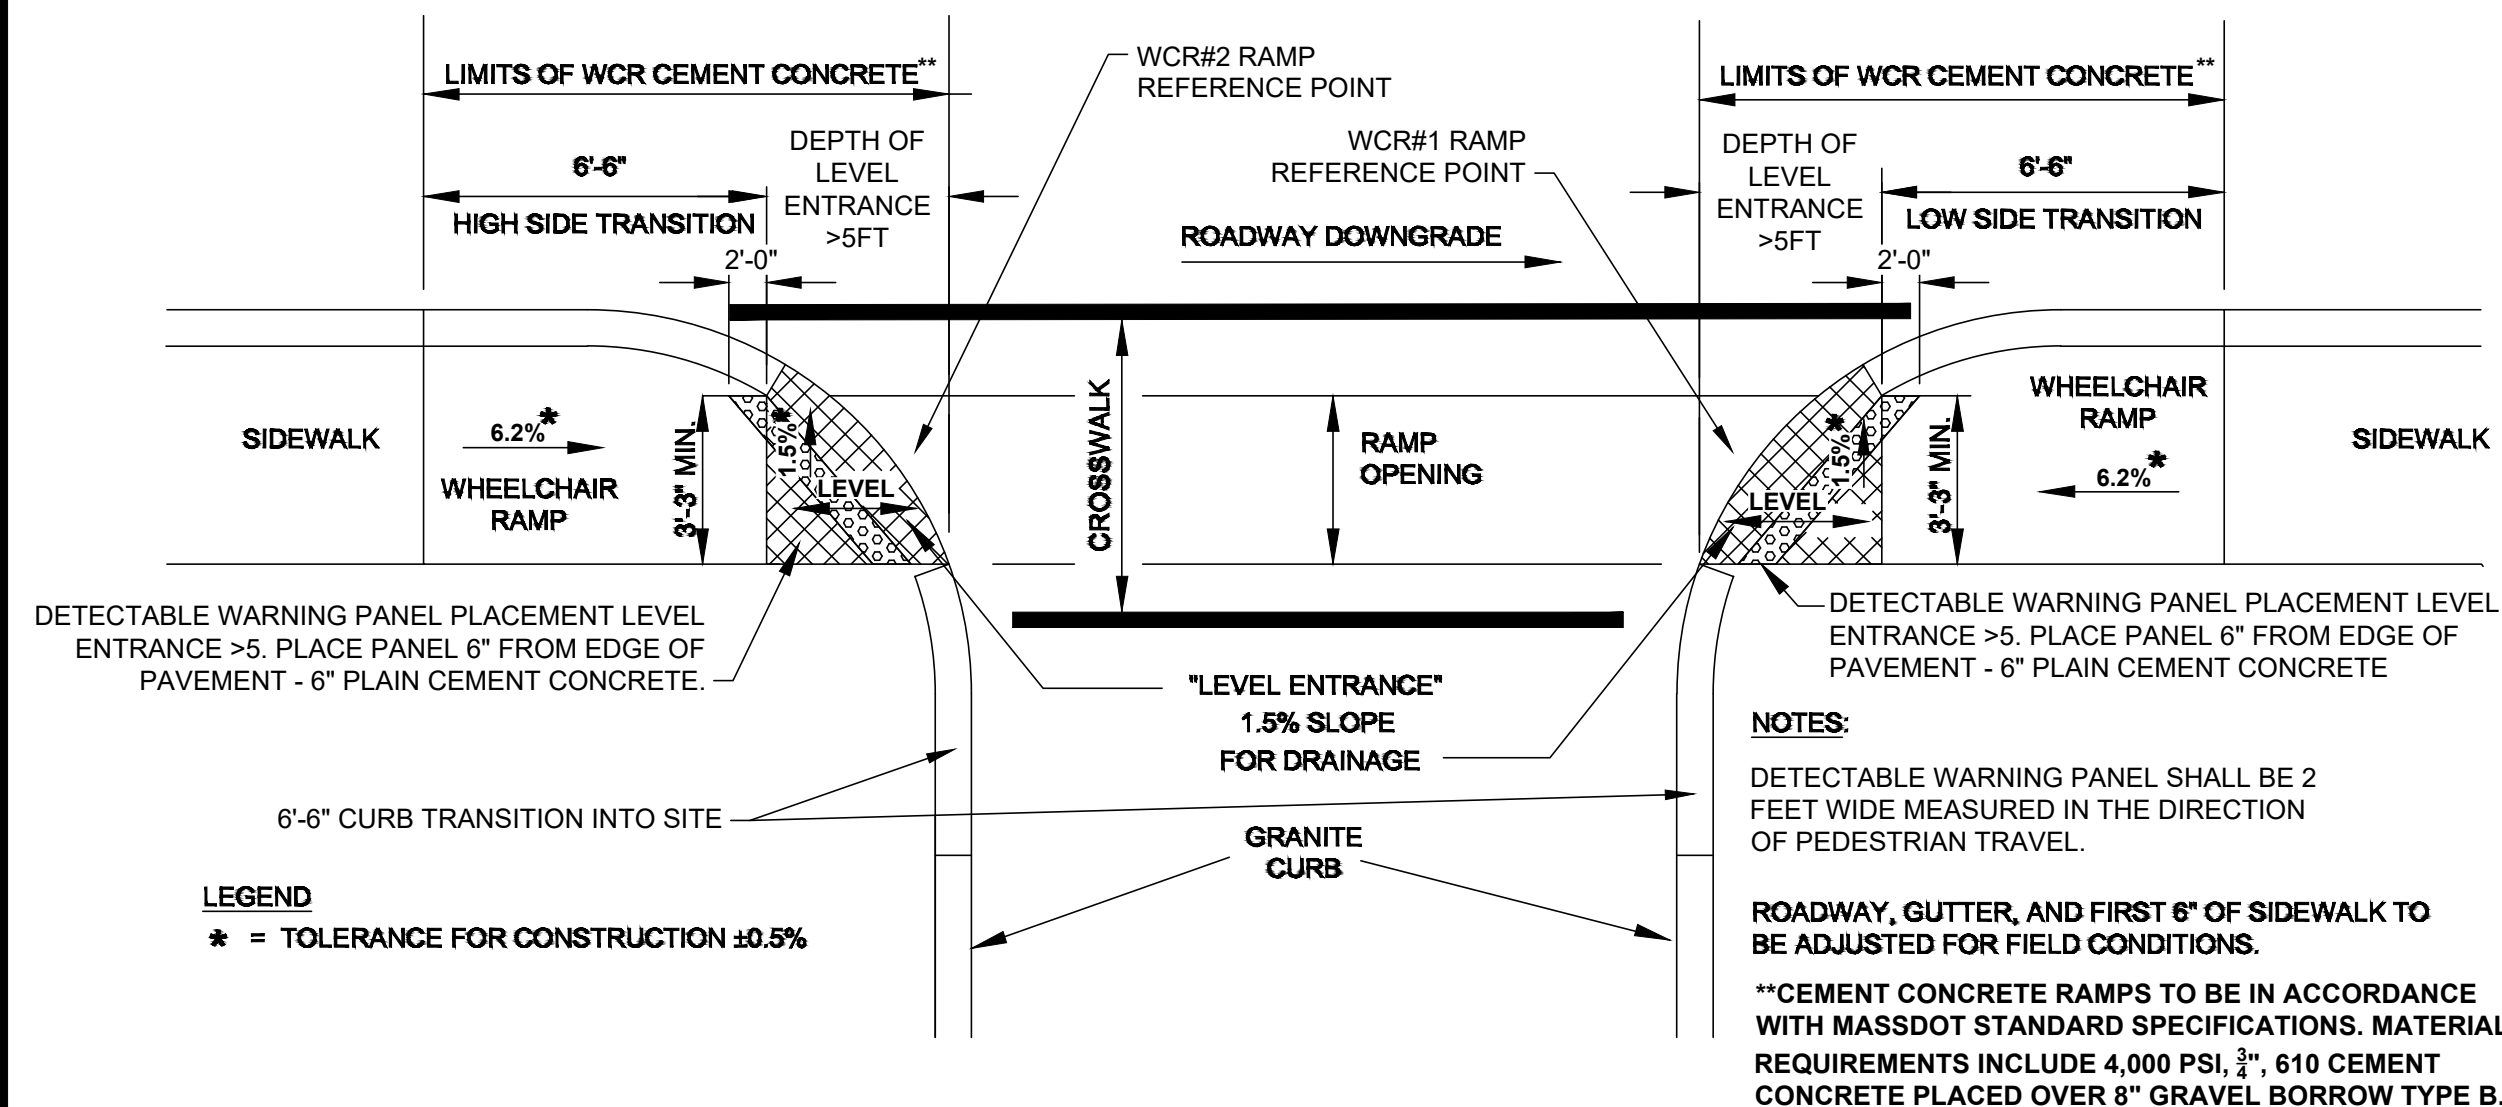 LIMITS OF WCR CEMENT CONCRETE**
6'-6"
HIGH SIDE TRANSITION
DEPTH OF
LEVEL
ENTRANCE
>5FT
2'-0"
WCR#2 RAMP
REFERENCE POINT
WCR#1 RAMP
REFERENCE POINT
ROADWAY DOWNGRADE
LIMITS OF WCR CEMENT CONCRETE**
DEPTH OF
LEVEL
ENTRANCE
>5FT
6'-6"
LOW SIDE TRANSITION
2'-0"
SIDEWALK
6.2%*
WHEELCHAIR
RAMP
3'-3" MIN.
1.5%*
LEVEL
CROSSWALK
RAMP
OPENING
1.5%*
LEVEL
3'-3" MIN.
WHEELCHAIR
RAMP
6.2%*
SIDEWALK
DETECTABLE WARNING PANEL PLACEMENT LEVEL
ENTRANCE >5. PLACE PANEL 6" FROM EDGE OF
PAVEMENT - 6" PLAIN CEMENT CONCRETE.
"LEVEL ENTRANCE"
1.5% SLOPE
FOR DRAINAGE
DETECTABLE WARNING PANEL PLACEMENT LEVEL
ENTRANCE >5. PLACE PANEL 6" FROM EDGE OF
PAVEMENT - 6" PLAIN CEMENT CONCRETE
6'-6" CURB TRANSITION INTO SITE
GRANITE
CURB
LEGEND
* = TOLERANCE FOR CONSTRUCTION ±0.5%
NOTES:
DETECTABLE WARNING PANEL SHALL BE 2
FEET WIDE MEASURED IN THE DIRECTION
OF PEDESTRIAN TRAVEL.
ROADWAY, GUTTER, AND FIRST 6" OF SIDEWALK TO
BE ADJUSTED FOR FIELD CONDITIONS.
**CEMENT CONCRETE RAMPS TO BE IN ACCORDANCE
WITH MASSDOT STANDARD SPECIFICATIONS. MATERIAL
REQUIREMENTS INCLUDE 4,000 PSI, 3/4", 610 CEMENT
CONCRETE PLACED OVER 8" GRAVEL BORROW TYPE B.